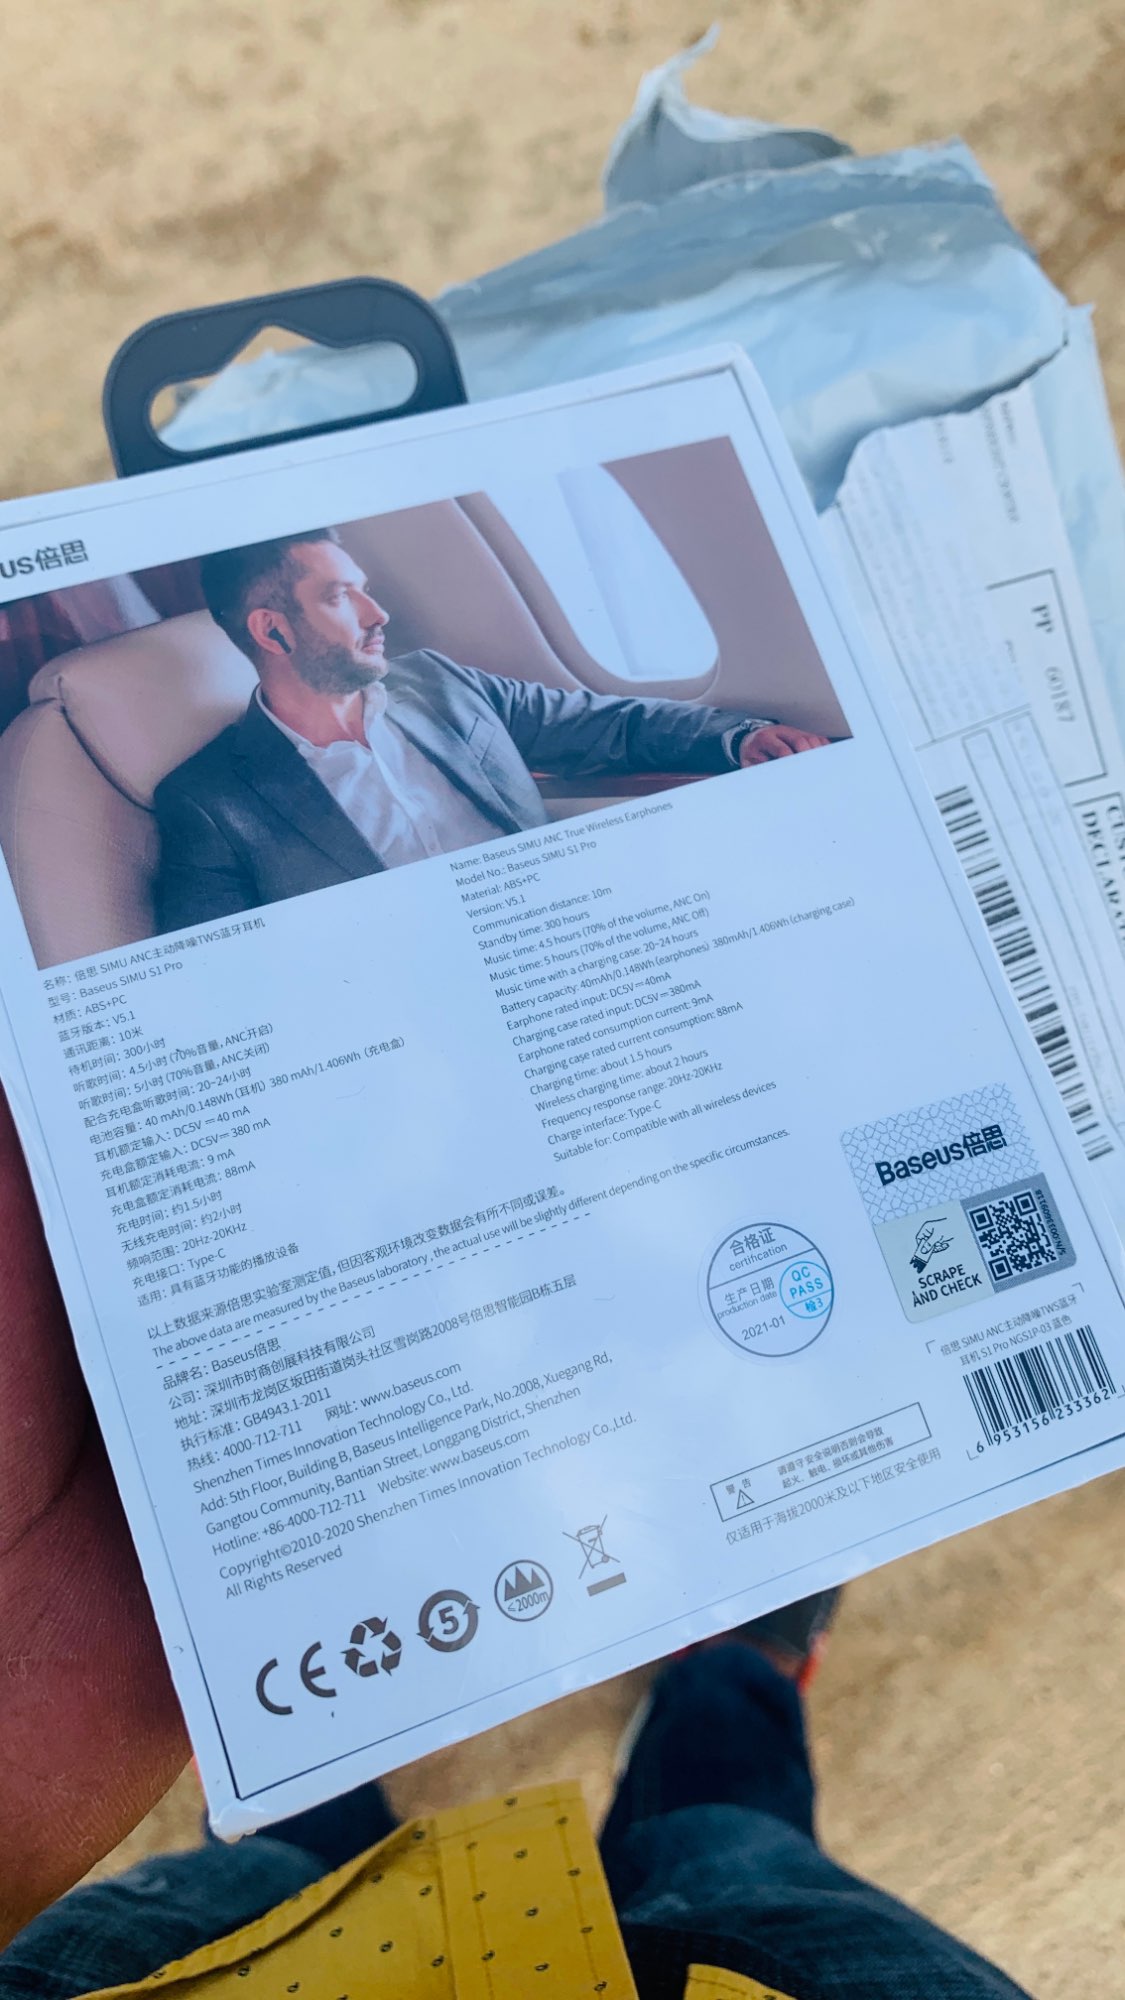 us倍思
名称：倍思 SIMU ANC主动降噪TWS蓝牙耳机
型号：Baseus SIMU S1 Pro
材质：ABS+PC
蓝牙版本：V5.1
通讯距离：10米
待机时间：300小时
听歌时间：4.5小时（70%音量，ANC开启）
听歌时间：5小时（70%音量，ANC关闭）
配合充电盒听歌时间：20~24小时
电池容量：40 mAh/0.148Wh（耳机）380 mAh/1.406Wh（充电盒）
耳机额定输入：DC5V⎓40 mA
充电盒额定输入：DC5V⎓380 mA
耳机额定消耗电流：9 mA
充电盒额定消耗电流：88mA
充电时间：约1.5小时
无线充电时间：约2小时
频响范围：20Hz-20KHz
充电接口：Type-C
适用：具有蓝牙功能的播放设备
Name: Baseus SIMU ANC True Wireless Earphones
Model No.: Baseus SIMU S1 Pro
Material: ABS+PC
Version: V5.1
Communication distance: 10m
Standby time: 300 hours
Music time: 4.5 hours (70% of the volume, ANC On)
Music time: 5 hours (70% of the volume, ANC Off)
Music time with a charging case: 20~24 hours
Battery capacity: 40mAh/0.148Wh (earphones) 380mAh/1.406Wh (charging case)
Earphone rated input: DC5V⎓40mA
Charging case rated input: DC5V⎓380mA
Earphone rated consumption current: 9mA
Charging case rated current consumption: 88mA
Charging time: about 1.5 hours
Wireless charging time: about 2 hours
Frequency response range: 20Hz-20KHz
Charge interface: Type-C
Suitable for: Compatible with all wireless devices
以上数据来源倍思实验室测定值，但因客观环境改变数据会有所不同或误差。
The above data are measured by the Baseus laboratory, the actual use will be slightly different depending on the specific circumstances.
品牌名：Baseus倍思
公司：深圳市时商创展科技有限公司
地址：深圳市龙岗区坂田街道岗头社区雪岗路2008号倍思智能园B栋五层
执行标准：GB4943.1-2011
热线：4000-712-711 网址：www.baseus.com
Shenzhen Times Innovation Technology Co., Ltd.
Add: 5th Floor, Building B, Baseus Intelligence Park, No.2008, Xuegang Rd,
Gangtou Community, Bantian Street, Longgang District, Shenzhen
Hotline: +86-4000-712-711 Website: www.baseus.com
Copyright©2010-2020 Shenzhen Times Innovation Technology Co.,Ltd.
All Rights Reserved
CE
5
≤2000m
合格证
certification
生产日期
production date
2021-01
QC
PASS
检3
Baseus倍思
SCRAPE
AND CHECK
倍思 SIMU ANC主动降噪TWS蓝牙
耳机 S1 Pro NGS1P-03 蓝色
6 953156 233362
警 告
请遵守安全说明否则会导致
起火、触电、损坏或其他伤害
仅适用于海拔2000米及以下地区安全使用
PP 60187
DECLARA